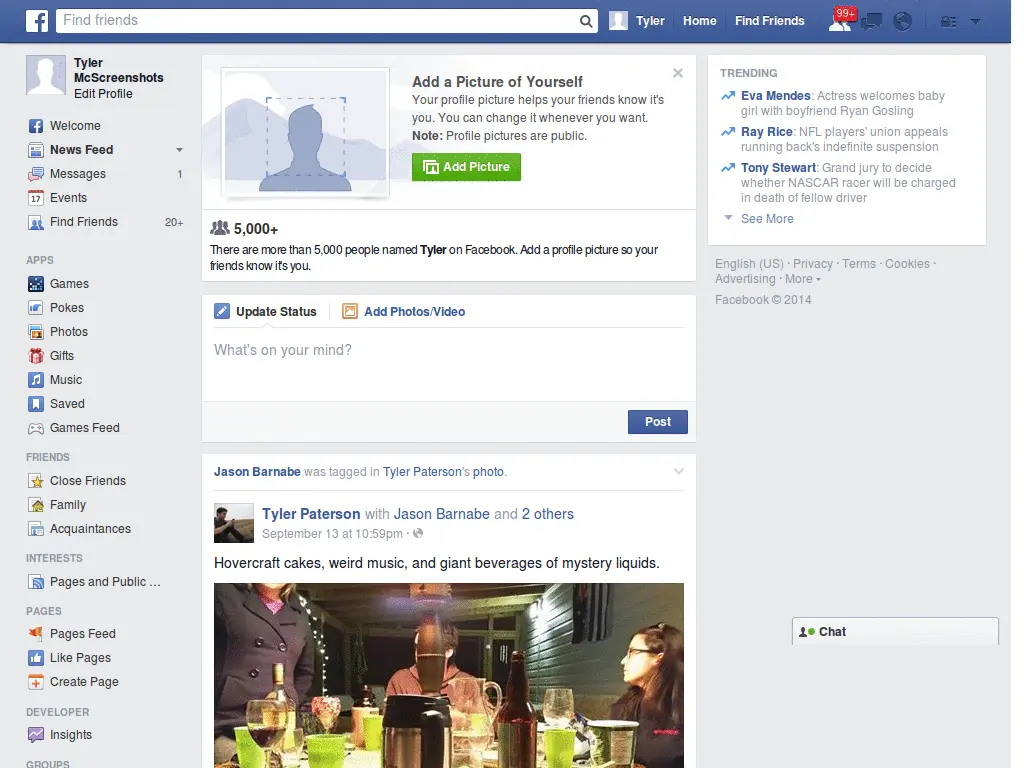 f
Find friends
Tyler
Home
Find Friends
99+
Tyler
McScreenshots
Edit Profile
Welcome
News Feed
Messages 1
17 Events
Find Friends 20+
APPS
Games
Pokes
Photos
Gifts
Music
Saved
Games Feed
FRIENDS
Close Friends
Family
Acquaintances
INTERESTS
Pages and Public ...
PAGES
Pages Feed
Like Pages
Create Page
DEVELOPER
Insights
GROUPS
Add a Picture of Yourself
Your profile picture helps your friends know it's
you. You can change it whenever you want.
Note: Profile pictures are public.
Add Picture
5,000+
There are more than 5,000 people named Tyler on Facebook. Add a profile picture so your
friends know it's you.
Update Status
Add Photos/Video
What's on your mind?
Post
Jason Barnabe was tagged in Tyler Paterson's photo.
Tyler Paterson with Jason Barnabe and 2 others
September 13 at 10:59pm ·
Hovercraft cakes, weird music, and giant beverages of mystery liquids.
TRENDING
Eva Mendes: Actress welcomes baby
girl with boyfriend Ryan Gosling
Ray Rice: NFL players' union appeals
running back's indefinite suspension
Tony Stewart: Grand jury to decide
whether NASCAR racer will be charged
in death of fellow driver
See More
English (US) · Privacy · Terms · Cookies ·
Advertising · More
Facebook © 2014
Chat